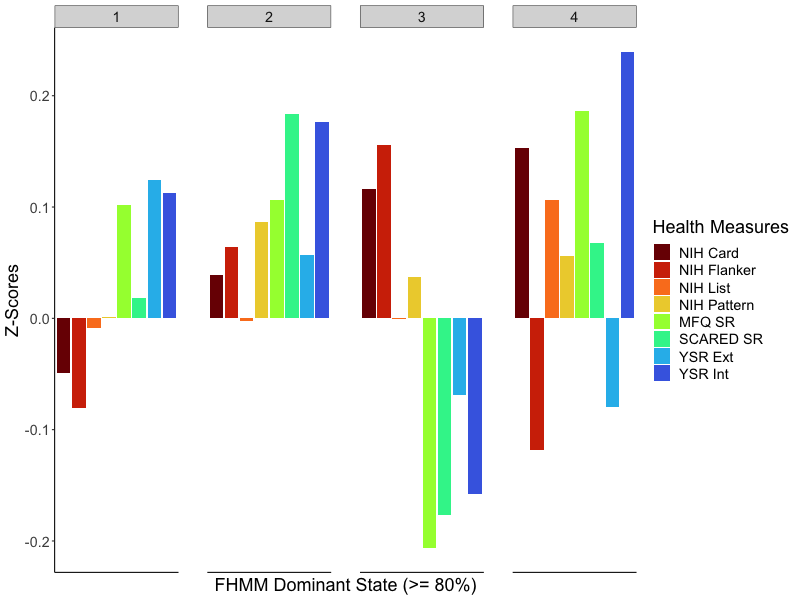 1 2 3 4
0.2
0.1
0.0
-0.1
-0.2
Z-Scores
FHMM Dominant State (>= 80%)
Health Measures
NIH Card
NIH Flanker
NIH List
NIH Pattern
MFQ SR
SCARED SR
YSR Ext
YSR Int